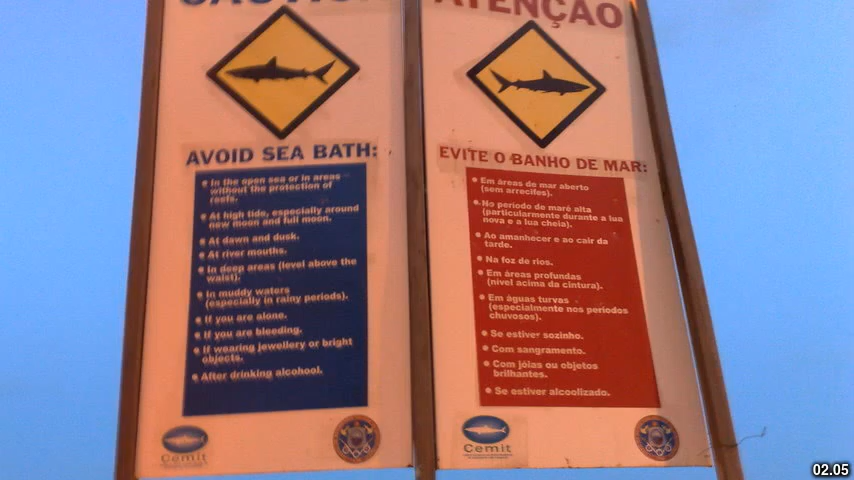 CAUTION
AVOID SEA BATH:
In the open sea or in areas
without the protection of
reefs.
At high tide, especially around
new moon and full moon.
At dawn and dusk.
At river mouths.
In deep areas (level above the
waist).
In muddy waters
(especially in rainy periods).
If you are alone.
If you are bleeding.
If wearing jewellery or bright
objects.
After drinking alcohool.
Cemit
ATENÇÃO
EVITE O BANHO DE MAR:
Em áreas de mar aberto
(sem arrecifes).
No período de maré alta
(particularmente durante a lua
nova e a lua cheia).
Ao amanhecer e ao cair da
tarde.
Na foz de rios.
Em áreas profundas
(nível acima da cintura).
Em águas turvas
(especialmente nos períodos
chuvosos).
Se estiver sozinho.
Com sangramento.
Com jóias ou objetos
brilhantes.
Se estiver alcoolizado.
Cemit
02.05